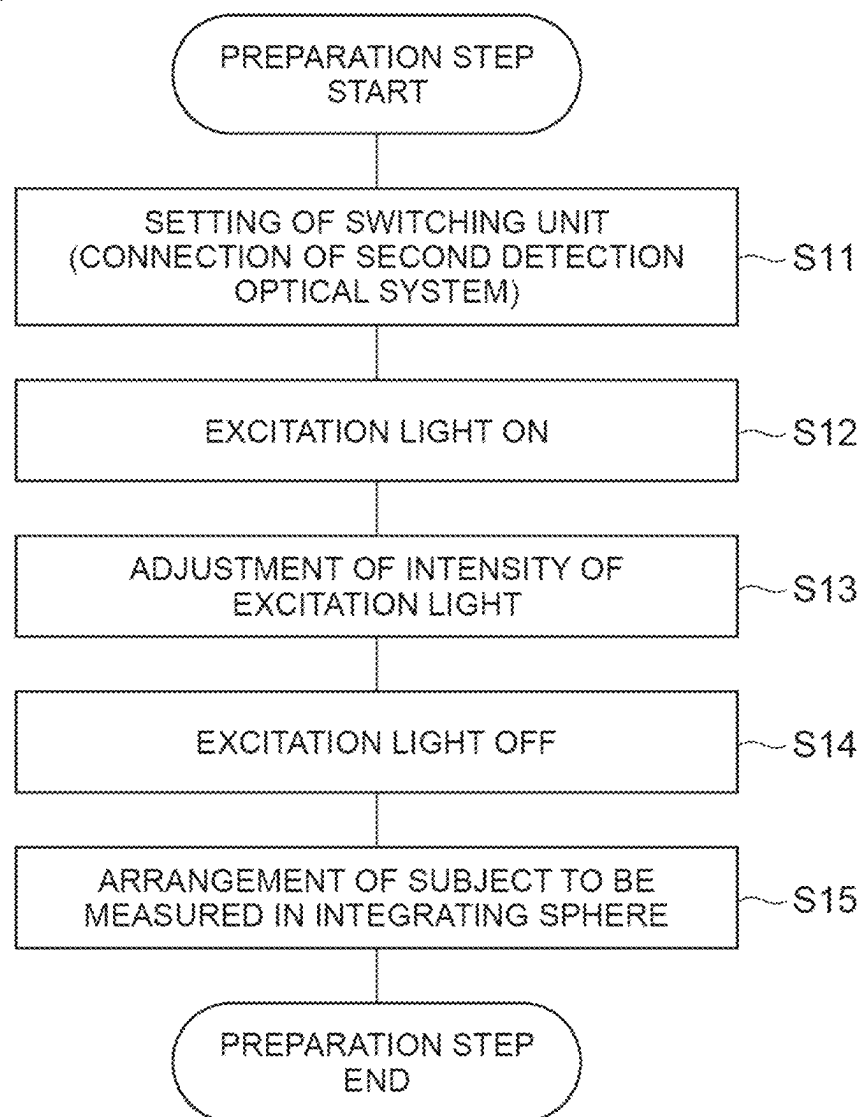 PREPARATION STEP
START
SETTING OF SWITCHING UNIT
(CONNECTION OF SECOND DETECTION
OPTICAL SYSTEM)
S11
EXCITATION LIGHT ON
S12
ADJUSTMENT OF INTENSITY OF
EXCITATION LIGHT
S13
EXCITATION LIGHT OFF
S14
ARRANGEMENT OF SUBJECT TO BE
MEASURED IN INTEGRATING SPHERE
S15
PREPARATION STEP
END